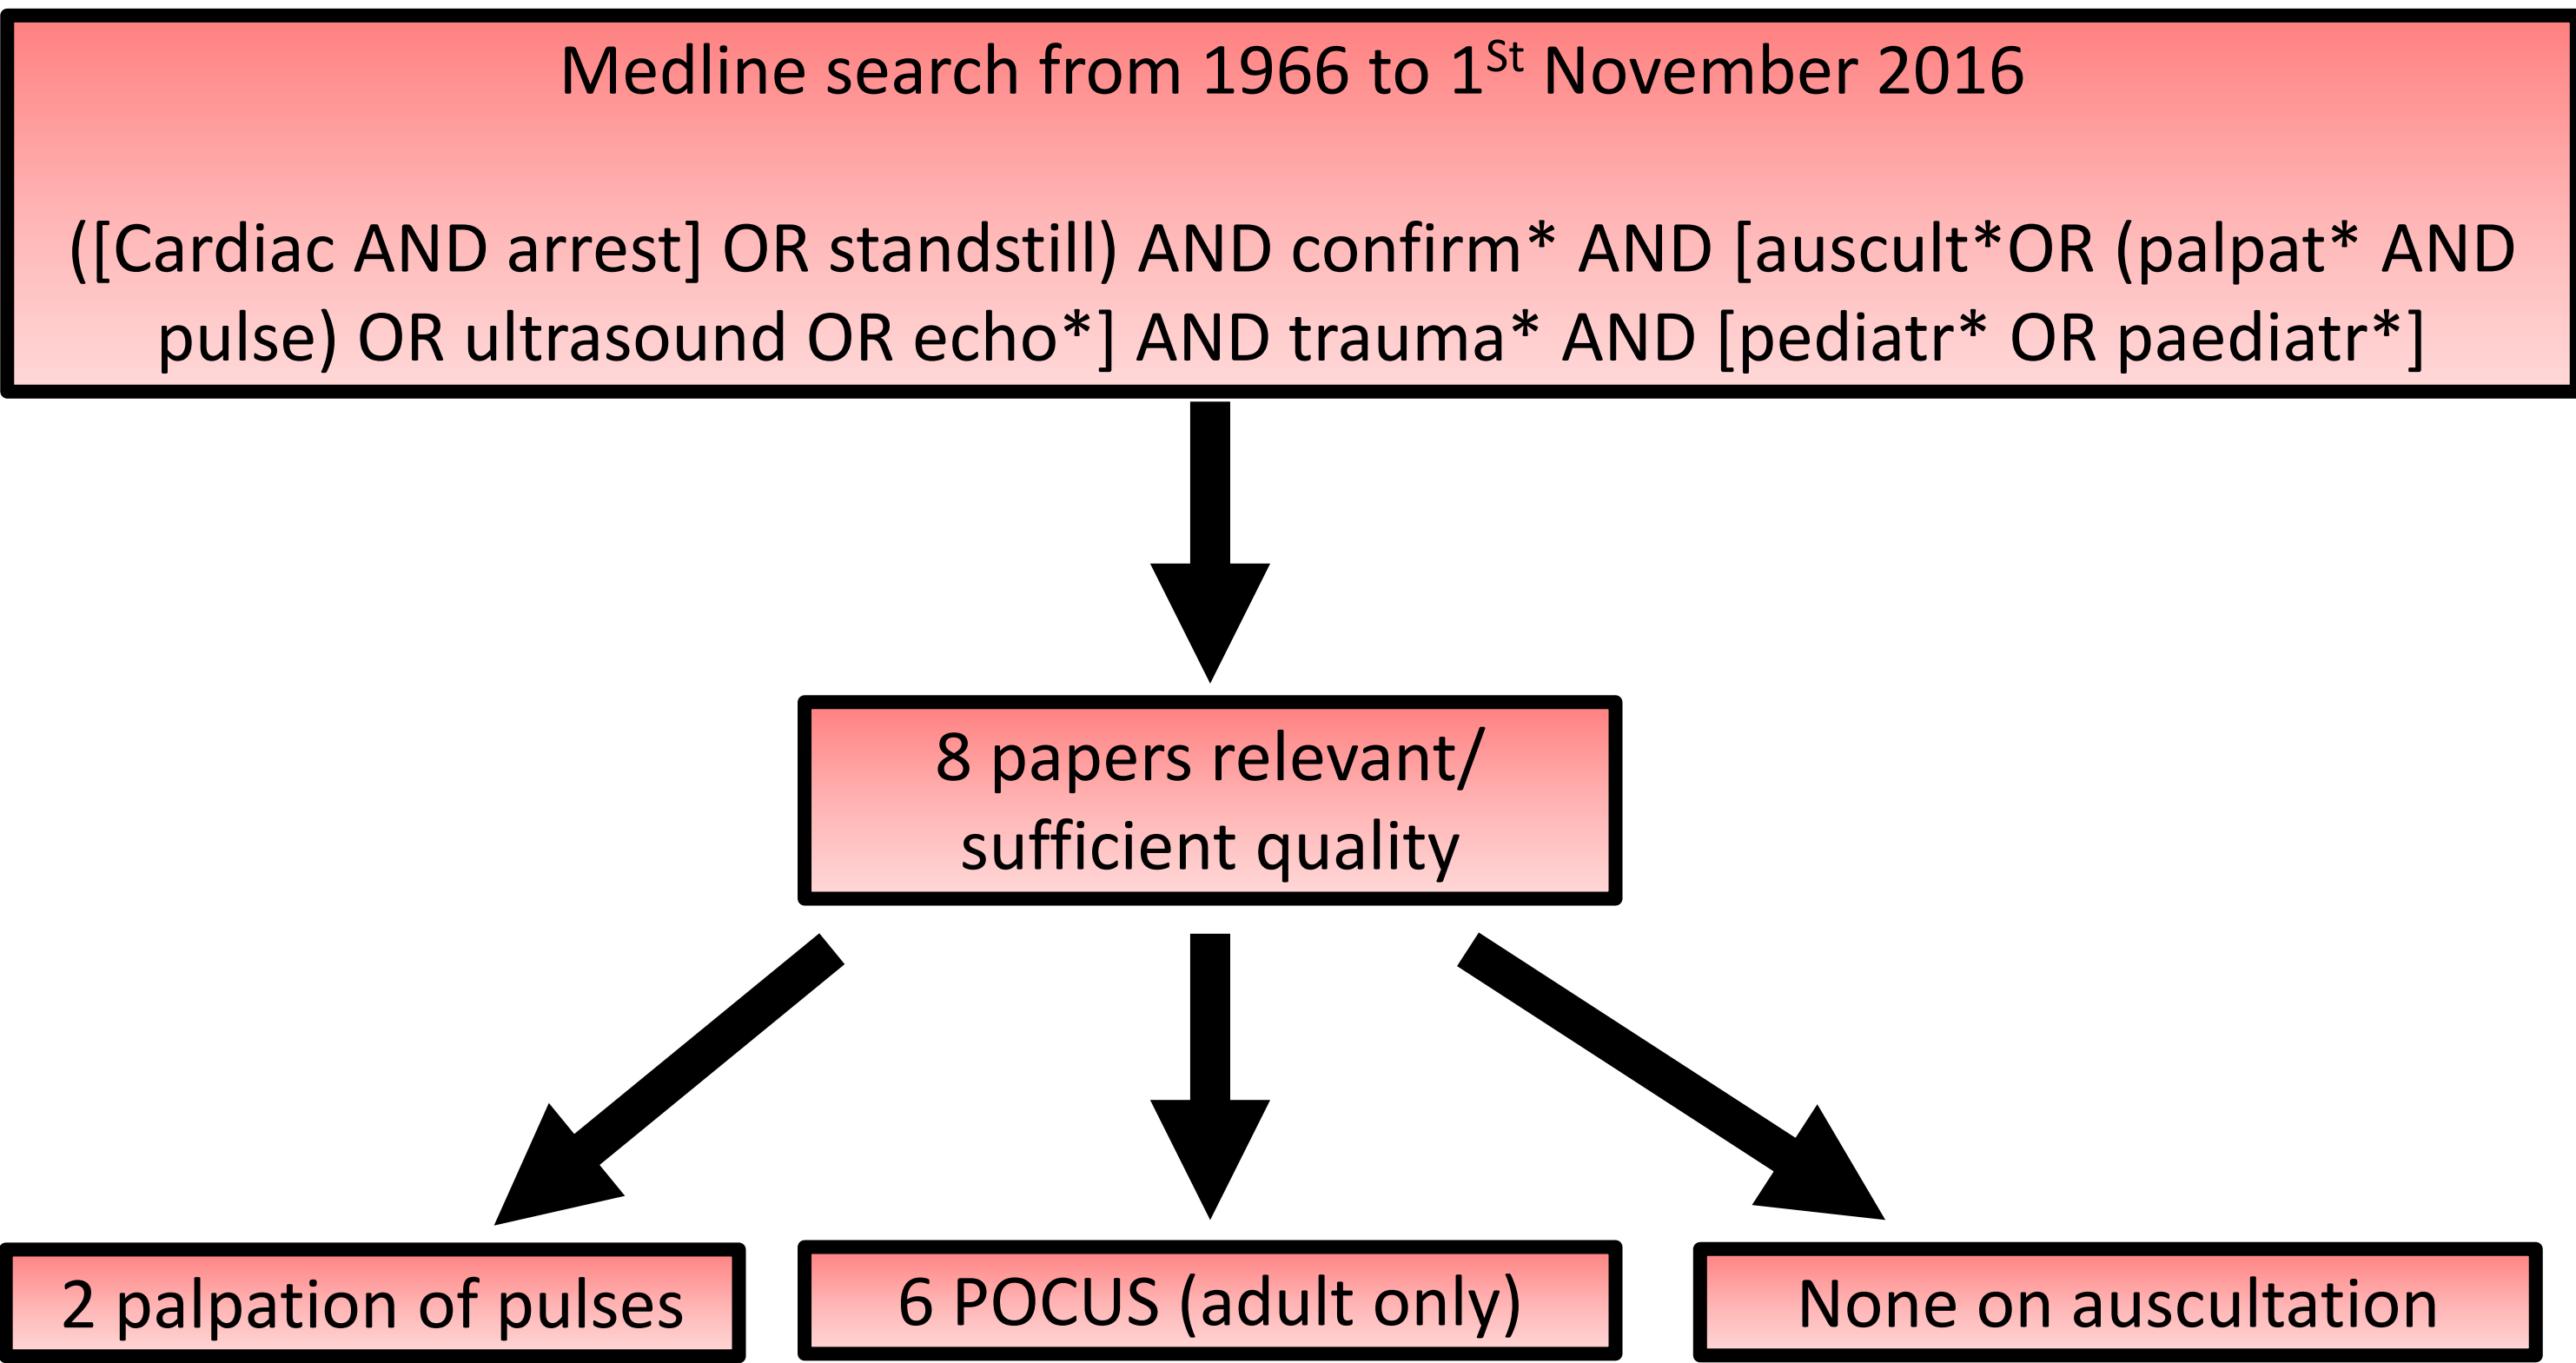 Medline search from 1966 to 1St November 2016
([Cardiac AND arrest] OR standstill) AND confirm* AND [auscult*OR (palpat* AND
pulse) OR ultrasound OR echo*] AND trauma* AND [pediatr* OR paediatr*]
8 papers relevant/
sufficient quality
2 palpation of pulses
6 POCUS (adult only)
None on auscultation